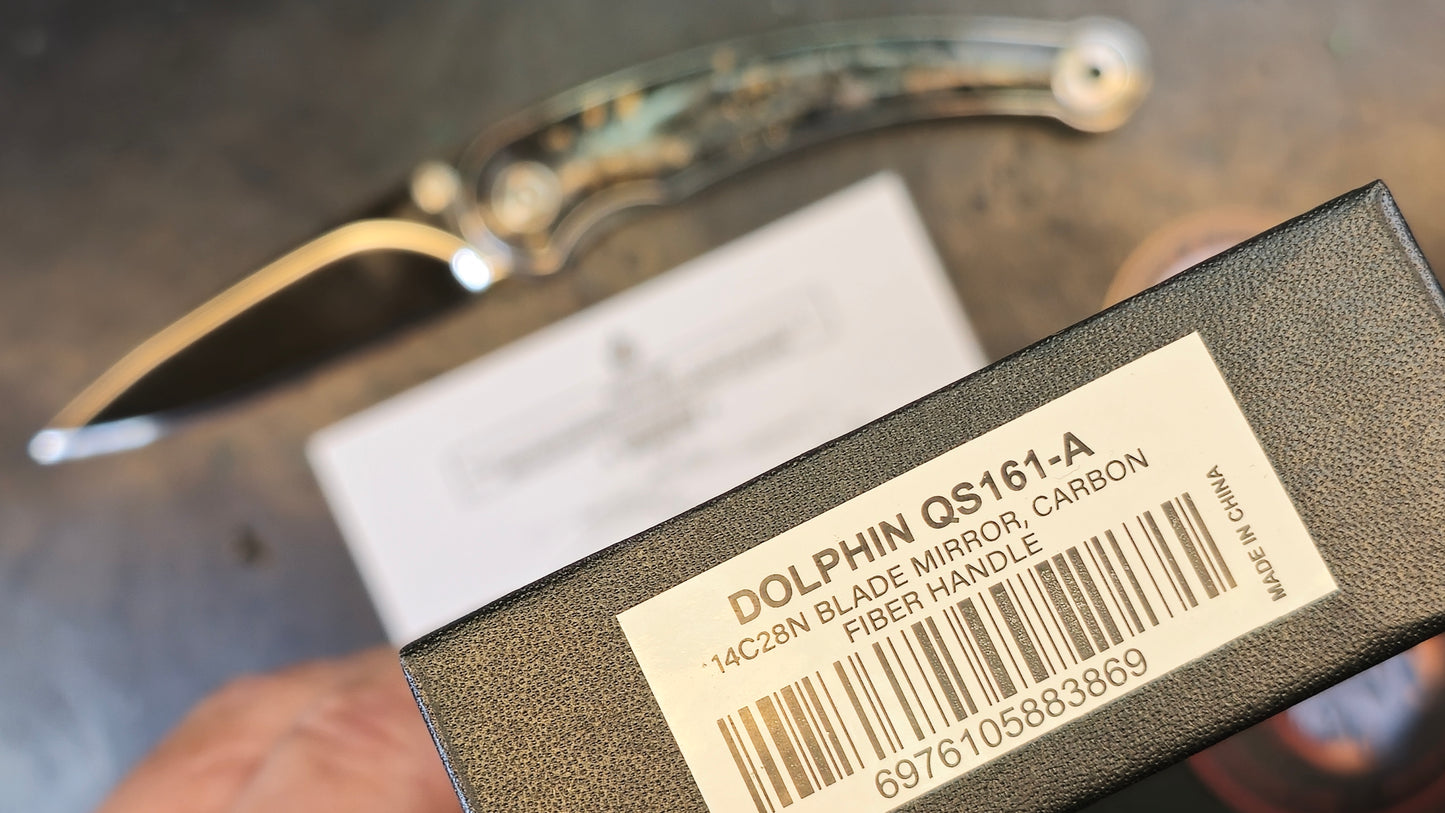 DOLPHIN QS161-A
14C28N BLADE MIRROR, CARBON
FIBER HANDLE
6976105883869
MADE IN CHINA